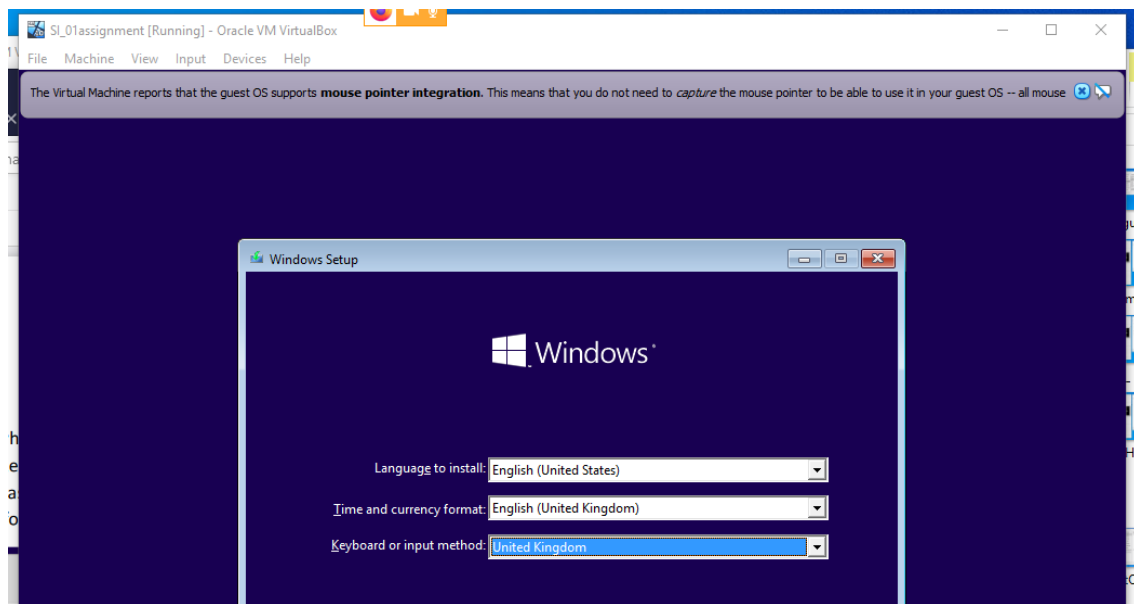 SI_01assignment [Running] - Oracle VM VirtualBox
File Machine View Input Devices Help
The Virtual Machine reports that the guest OS supports mouse pointer integration. This means that you do not need to capture the mouse pointer to be able to use it in your guest OS -- all mouse
Windows Setup
Windows
Language to install: English (United States)
Time and currency format: English (United Kingdom)
Keyboard or input method: United Kingdom